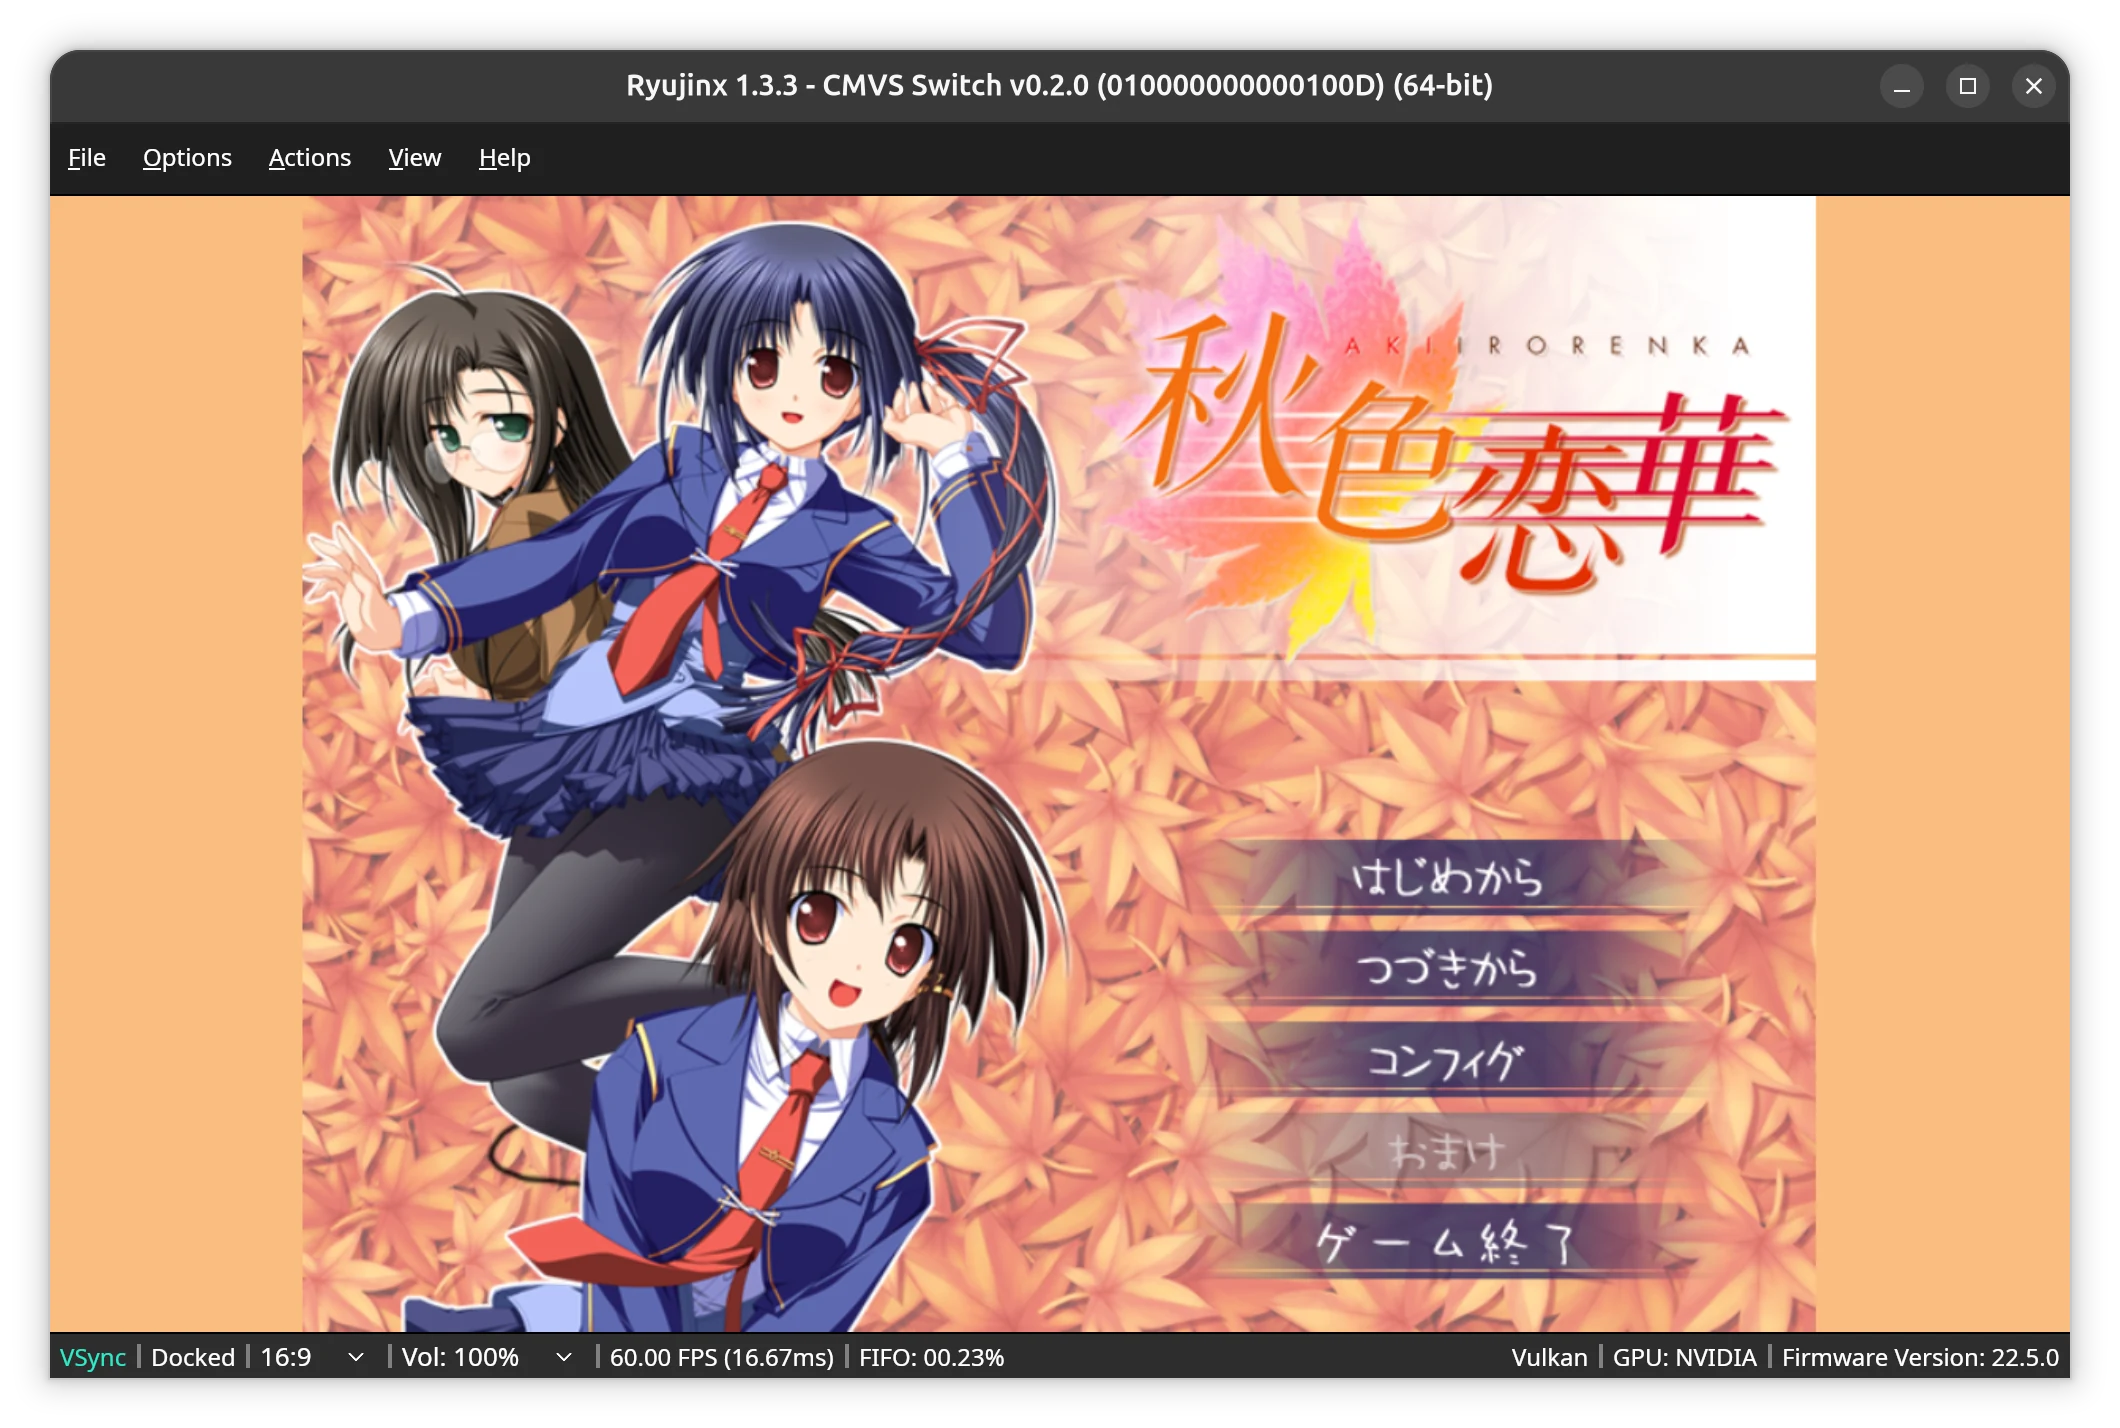 Ryujinx 1.3.3 - CMVS Switch v0.2.0 (010000000000100D) (64-bit)
File Options Actions View Help
AKIIRORENKA
秋色恋華
はじめから
つづきから
コンフィグ
おまけ
ゲーム終了
VSync Docked 16:9 Vol: 100% 60.00 FPS (16.67ms) FIFO: 00.23% Vulkan GPU: NVIDIA Firmware Version: 22.5.0